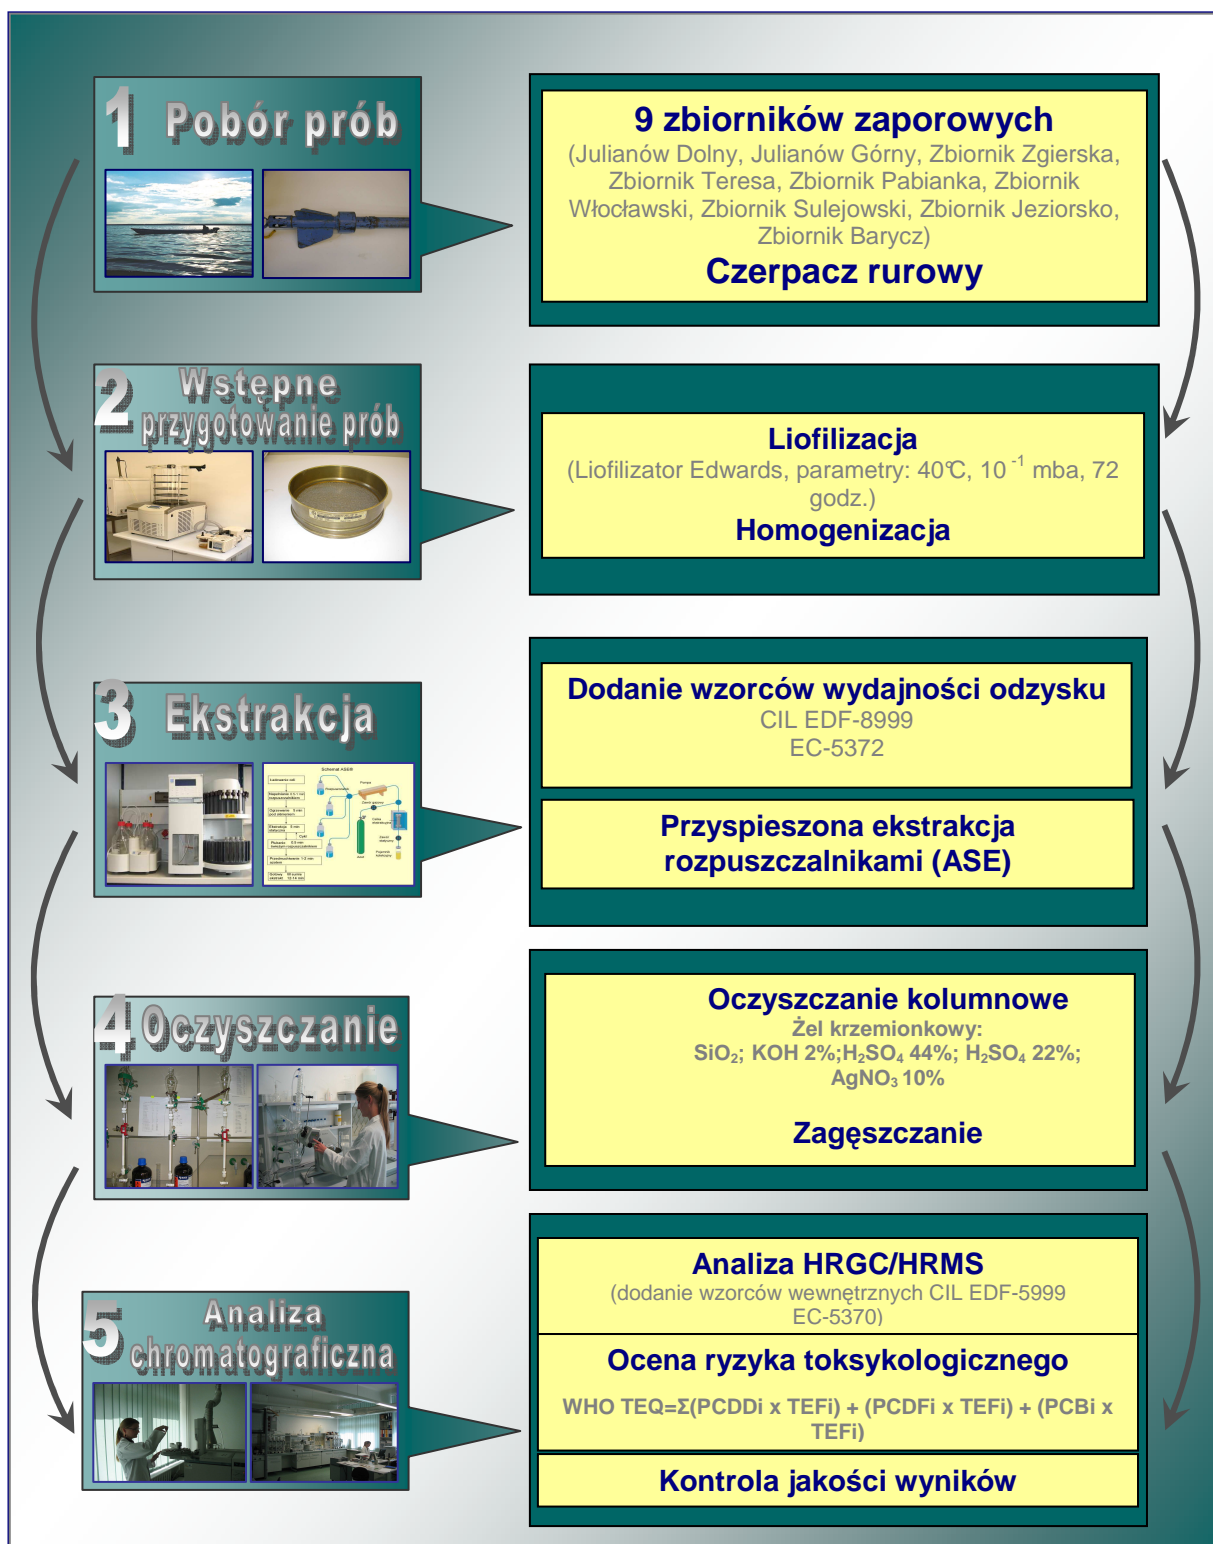 1 Pobór prób
9 zbiorników zaporowych
(Julianów Dolny, Julianów Górny, Zbiornik Zgierska,
Zbiornik Teresa, Zbiornik Pabianka, Zbiornik
Włocławski, Zbiornik Sulejowski, Zbiornik Jeziorsko,
Zbiornik Barycz)
Czerpacz rurowy
2 Wstępne
przygotowanie prób
Liofilizacja
(Liofilizator Edwards, parametry: 40°C, 10⁻¹ mba, 72
godz.)
Homogenizacja
3 Ekstrakcja
Schemat ASE®
Pompa
Dodanie wzorców wydajności odzysku
CIL EDF-8999
EC-5372
Przyspieszona ekstrakcja
rozpuszczalnikami (ASE)
4 Oczyszczanie
Oczyszczanie kolumnowe
Żel krzemionkowy:
SiO₂; KOH 2%;H₂SO₄ 44%; H₂SO₄ 22%;
AgNO₃ 10%
Zagęszczanie
5 Analiza
chromatograficzna
Analiza HRGC/HRMS
(dodanie wzorców wewnętrznych CIL EDF-5999
EC-5370)
Ocena ryzyka toksykologicznego
WHO TEQ=Σ(PCDDi x TEFi) + (PCDFi x TEFi) + (PCBi x
TEFi)
Kontrola jakości wyników